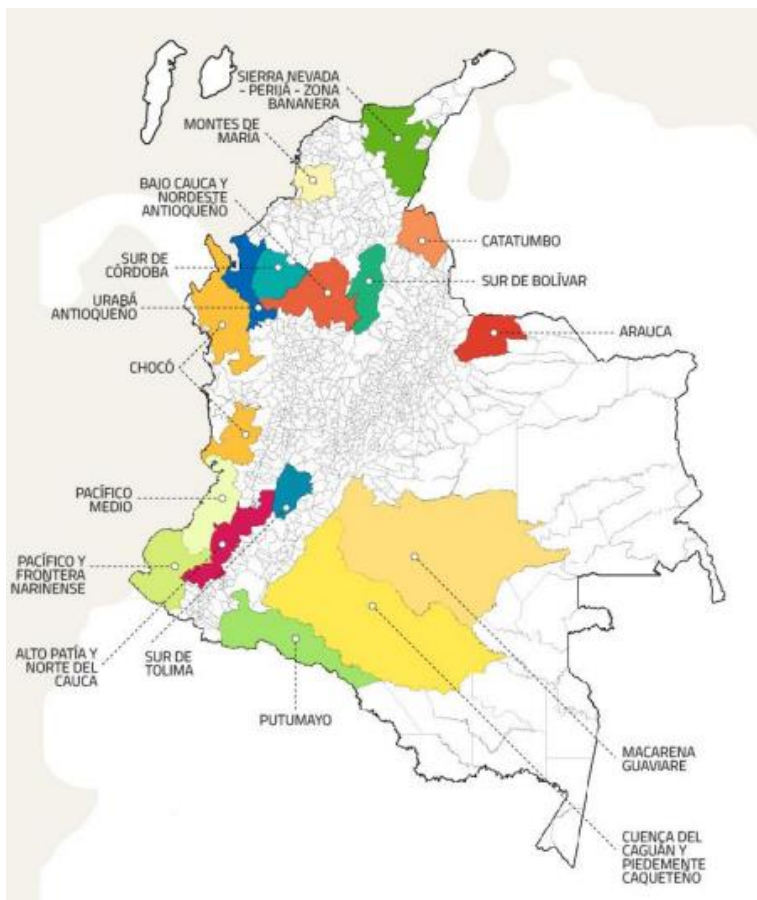 SIERRA NEVADA
- PERIJÁ - ZONA
BANANERA
MONTES DE
MARÍA
BAJO CAUCA Y
NORDESTE
ANTIOQUEÑO
CATATUMBO
SUR DE
CÓRDOBA
SUR DE BOLÍVAR
URABÁ
ANTIOQUEÑO
ARAUCA
CHOCÓ
PACÍFICO
MEDIO
PACÍFICO Y
FRONTERA
NARIÑENSE
ALTO PATÍA Y
NORTE DEL
CAUCA
SUR DE
TOLIMA
PUTUMAYO
MACARENA
GUAVIARE
CUENÇA DEL
CAGUÁN Y
PIEDEMENTE
CAQUETEÑO